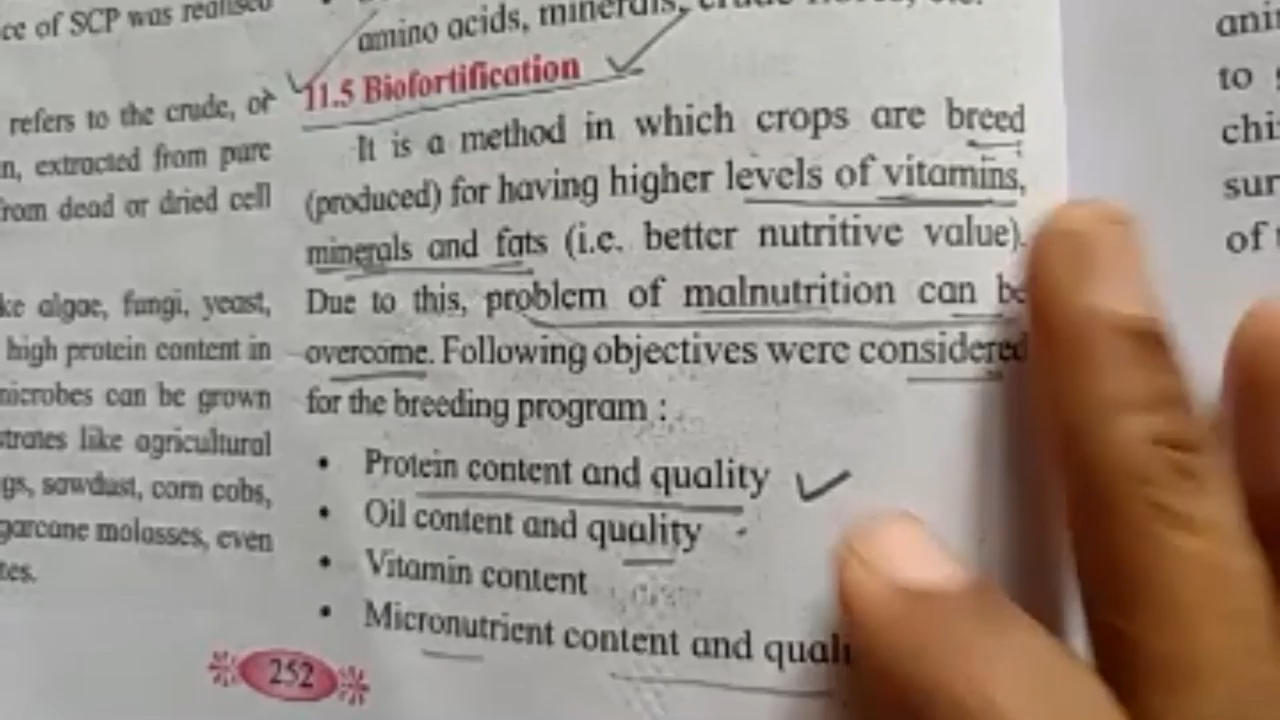 ce of SCP was realised
refers to the crude, or
n, extracted from pure
from dead or dried cell
ke algae, fungi, yeast,
high protein content in
microbes can be grown
strates like agricultural
gs, sawdust, corn cobs,
garcane molasses, even
tes.
amino acids, minerals, crude
11.5 Biofortification
It is a method in which crops are breed
(produced) for having higher levels of vitamins,
minerals and fats (i.e. better nutritive value).
Due to this, problem of malnutrition can be
overcome. Following objectives were considered
for the breeding program :
• Protein content and quality
• Oil content and quality
• Vitamin content
• Micronutrient content and quali
252
ani
to
chi
sur
of